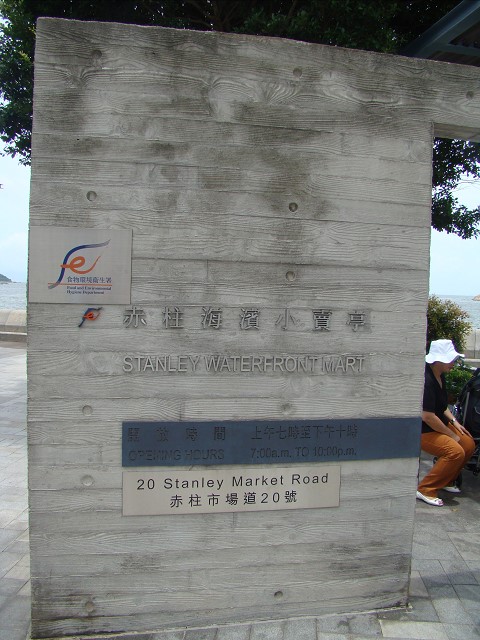 食物環境衞生署
Food and Environmental
Hygiene Department
赤柱海濱小賣亭
STANLEY WATERFRONT MART
開放時間 上午七時至下午十時
OPENING HOURS 7:00a.m. TO 10:00p.m.
20 Stanley Market Road
赤柱市場道20號